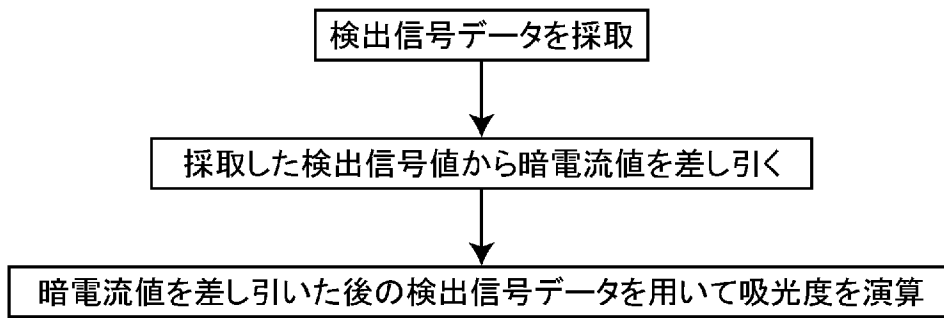 検出信号データを採取
採取した検出信号値から暗電流値を差し引く
暗電流値を差し引いた後の検出信号データを用いて吸光度を演算